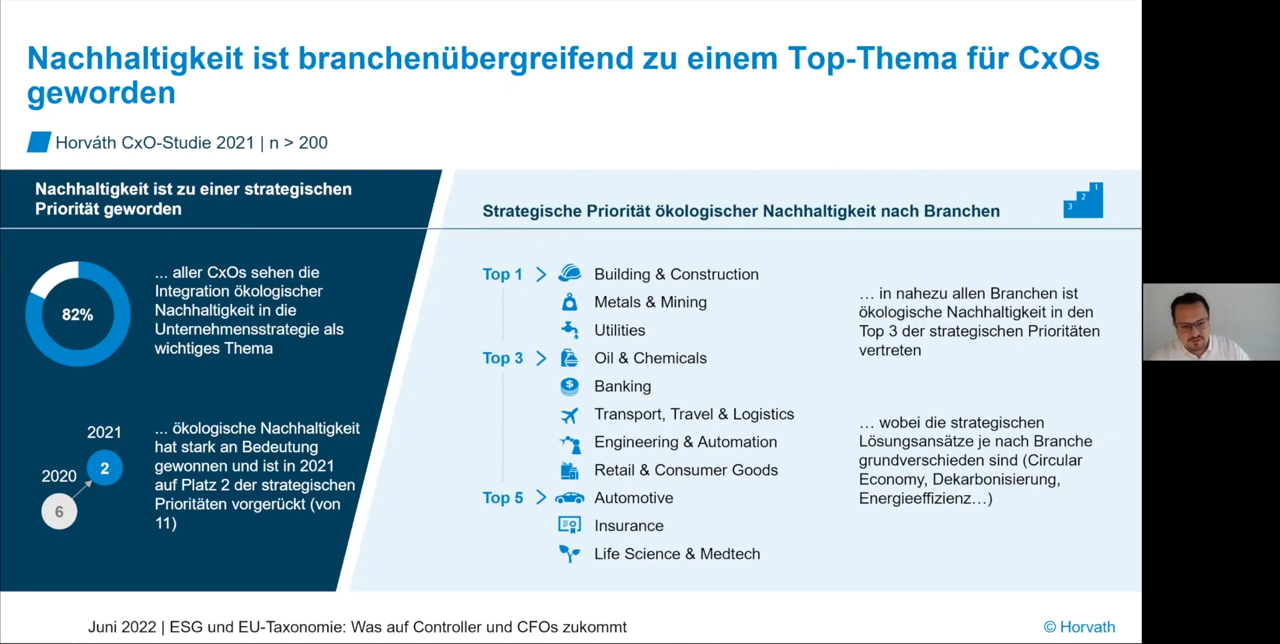 Nachhaltigkeit ist branchenübergreifend zu einem Top-Thema für CxOs
geworden
Horváth CxO-Studie 2021 | n > 200
Nachhaltigkeit ist zu einer strategischen
Priorität geworden
82%
... aller CxOs sehen die
Integration ökologischer
Nachhaltigkeit in die
Unternehmensstrategie als
wichtiges Thema
2021
2
2020
6
... ökologische Nachhaltigkeit
hat stark an Bedeutung
gewonnen und ist in 2021
auf Platz 2 der strategischen
Prioritäten vorgerückt (von
11)
Strategische Priorität ökologischer Nachhaltigkeit nach Branchen
1
2
3
Top 1
Building & Construction
Metals & Mining
Utilities
Top 3
Oil & Chemicals
Banking
Transport, Travel & Logistics
Engineering & Automation
Retail & Consumer Goods
Top 5
Automotive
Insurance
Life Science & Medtech
… in nahezu allen Branchen ist
ökologische Nachhaltigkeit in den
Top 3 der strategischen Prioritäten
vertreten
… wobei die strategischen
Lösungsansätze je nach Branche
grundverschieden sind (Circular
Economy, Dekarbonisierung,
Energieeffizienz…)
Juni 2022 | ESG und EU-Taxonomie: Was auf Controller und CFOs zukommt
© Horvath